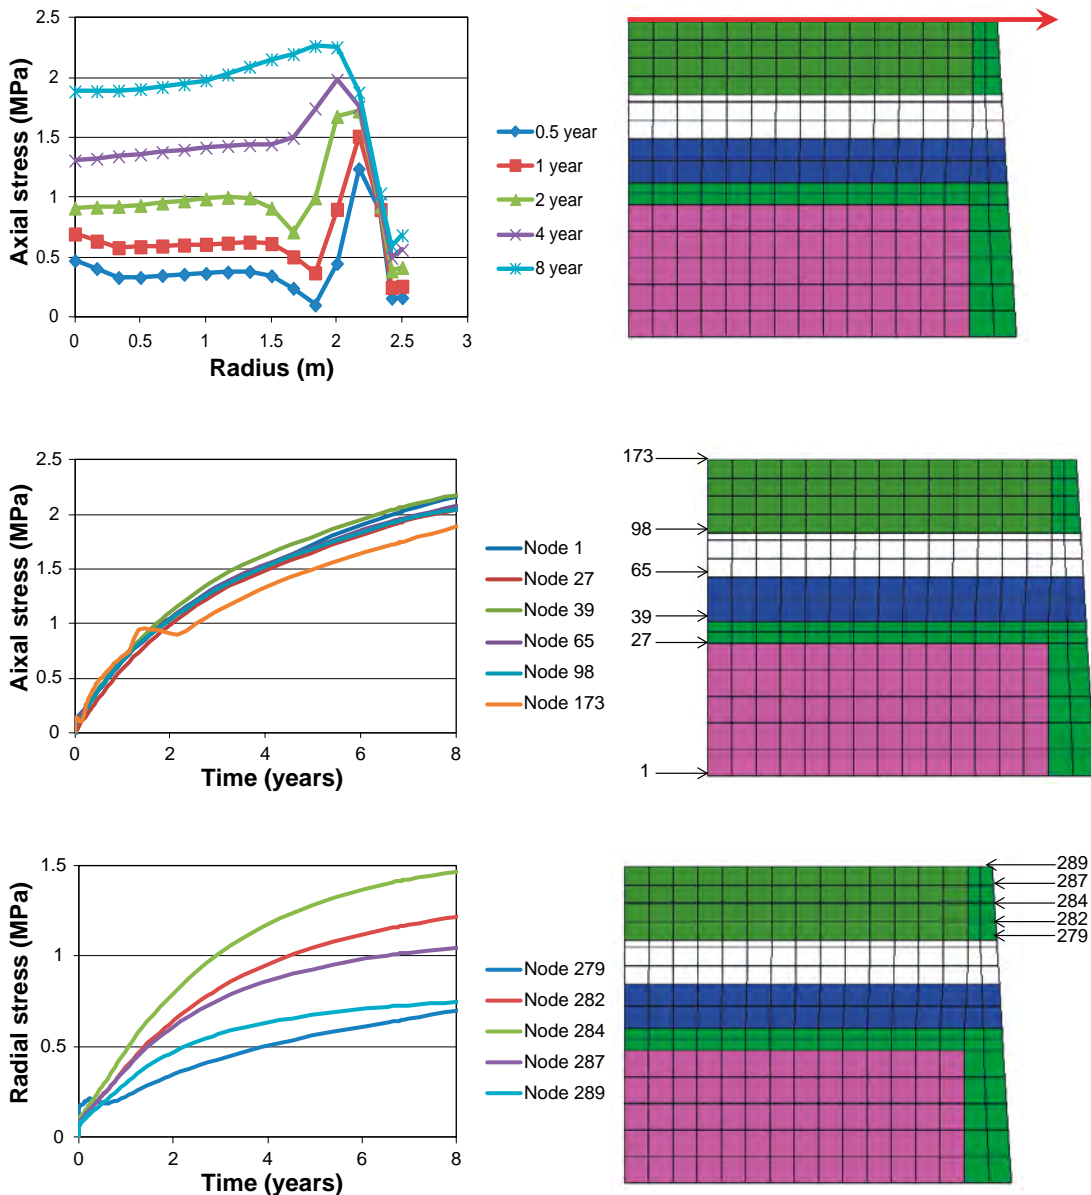 2.5
2
1.5
1
0.5
0
Axial stress (MPa)
0 0.5 1 1.5 2 2.5 3
Radius (m)
0.5 year
1 year
2 year
4 year
8 year
2.5
2
1.5
1
0.5
0
Aixal stress (MPa)
0 2 4 6 8
Time (years)
Node 1
Node 27
Node 39
Node 65
Node 98
Node 173
173
98
65
39
27
1
1.5
1
0.5
0
Radial stress (MPa)
0 2 4 6 8
Time (years)
Node 279
Node 282
Node 284
Node 287
Node 289
289
287
284
282
279